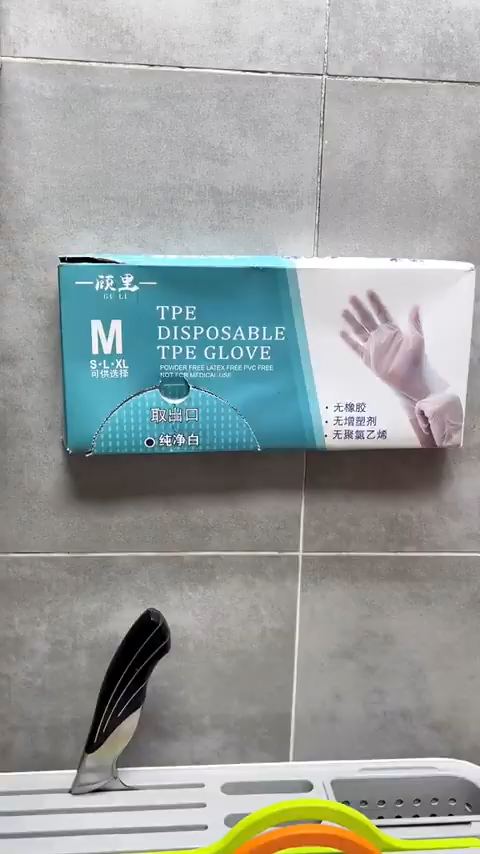 顾里
GU LI
M
S·L·XL
可供选择
TPE
DISPOSABLE
TPE GLOVE
POWDER FREE LATEX FREE PVC FREE
NOT FOR MEDICAL USE
取出口
纯净白
· 无橡胶
· 无增塑剂
· 无聚氯乙烯